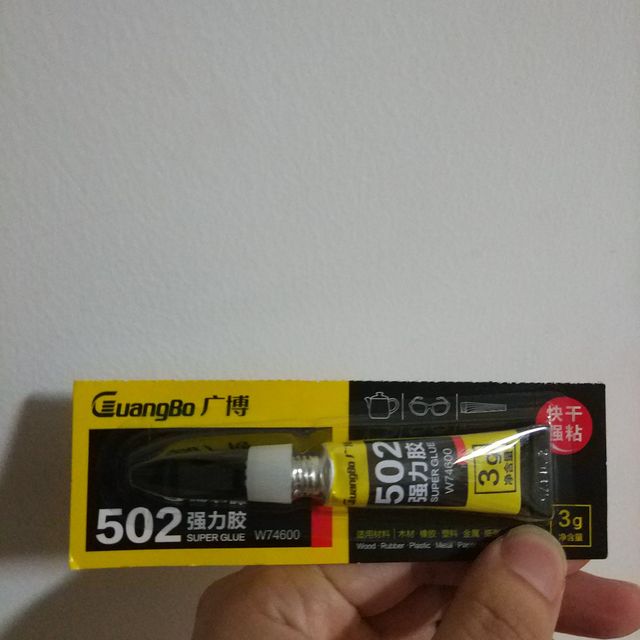 GuangBo 广博
快干
强粘
502 强力胶
SUPER GLUE W74600
GuangBo
502
强力胶
SUPER GLUE
W74600
3g
净含量
适用材料 | 木材 橡胶 塑料 金属
Wood Rubber Plastic Metal
3g
净含量